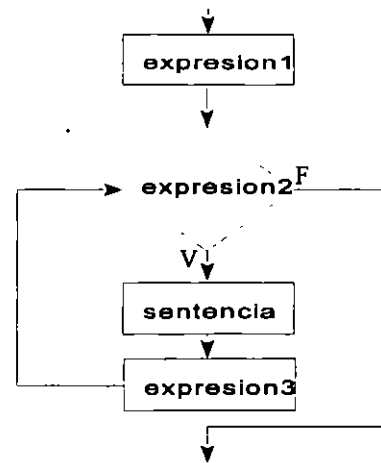 expresion1
expresion2 F
V
sentencia
expresion3